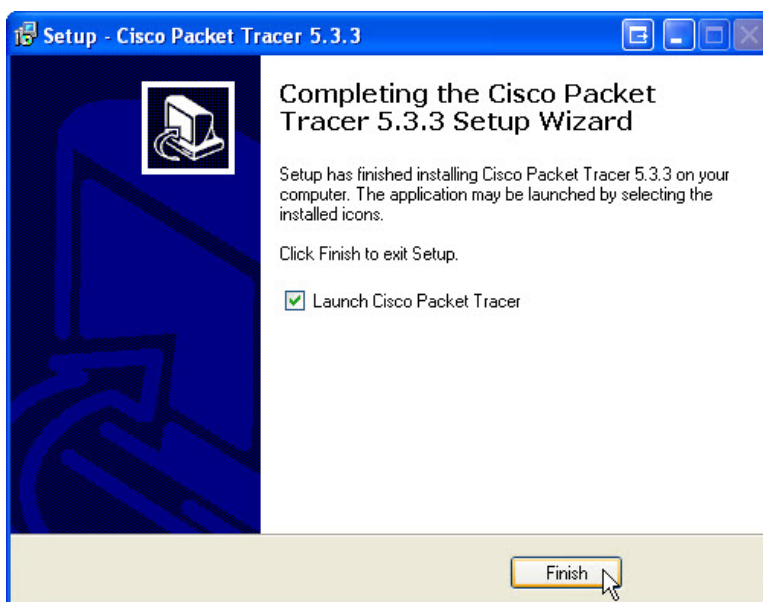 Setup - Cisco Packet Tracer 5.3.3
Completing the Cisco Packet
Tracer 5.3.3 Setup Wizard
Setup has finished installing Cisco Packet Tracer 5.3.3 on your
computer. The application may be launched by selecting the
installed icons.
Click Finish to exit Setup.
Launch Cisco Packet Tracer
Finish